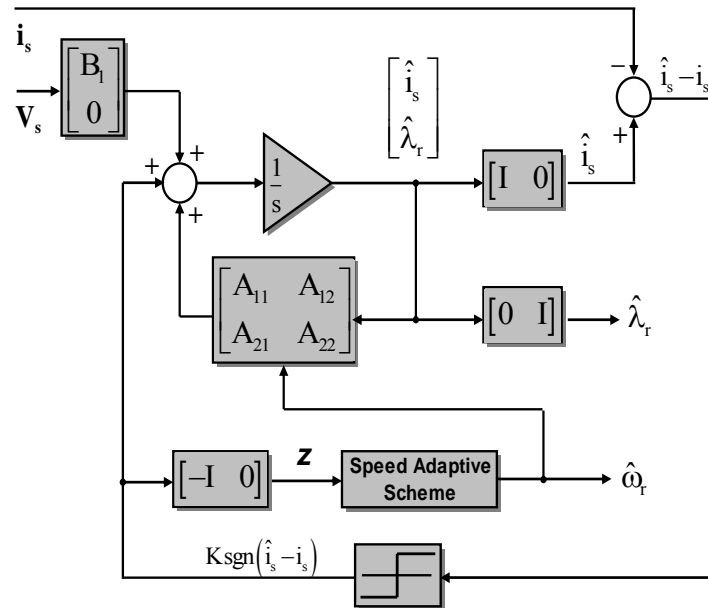 i_s
V_s
[B_1
0]
+
+
+
1/s
[î_s
λ̂_r]
[I 0]
î_s
−
+
î_s − i_s
[A_11 A_12
A_21 A_22]
[0 I]
λ̂_r
[−I 0]
z
Speed Adaptive
Scheme
ω̂_r
Ksgn(î_s − i_s)